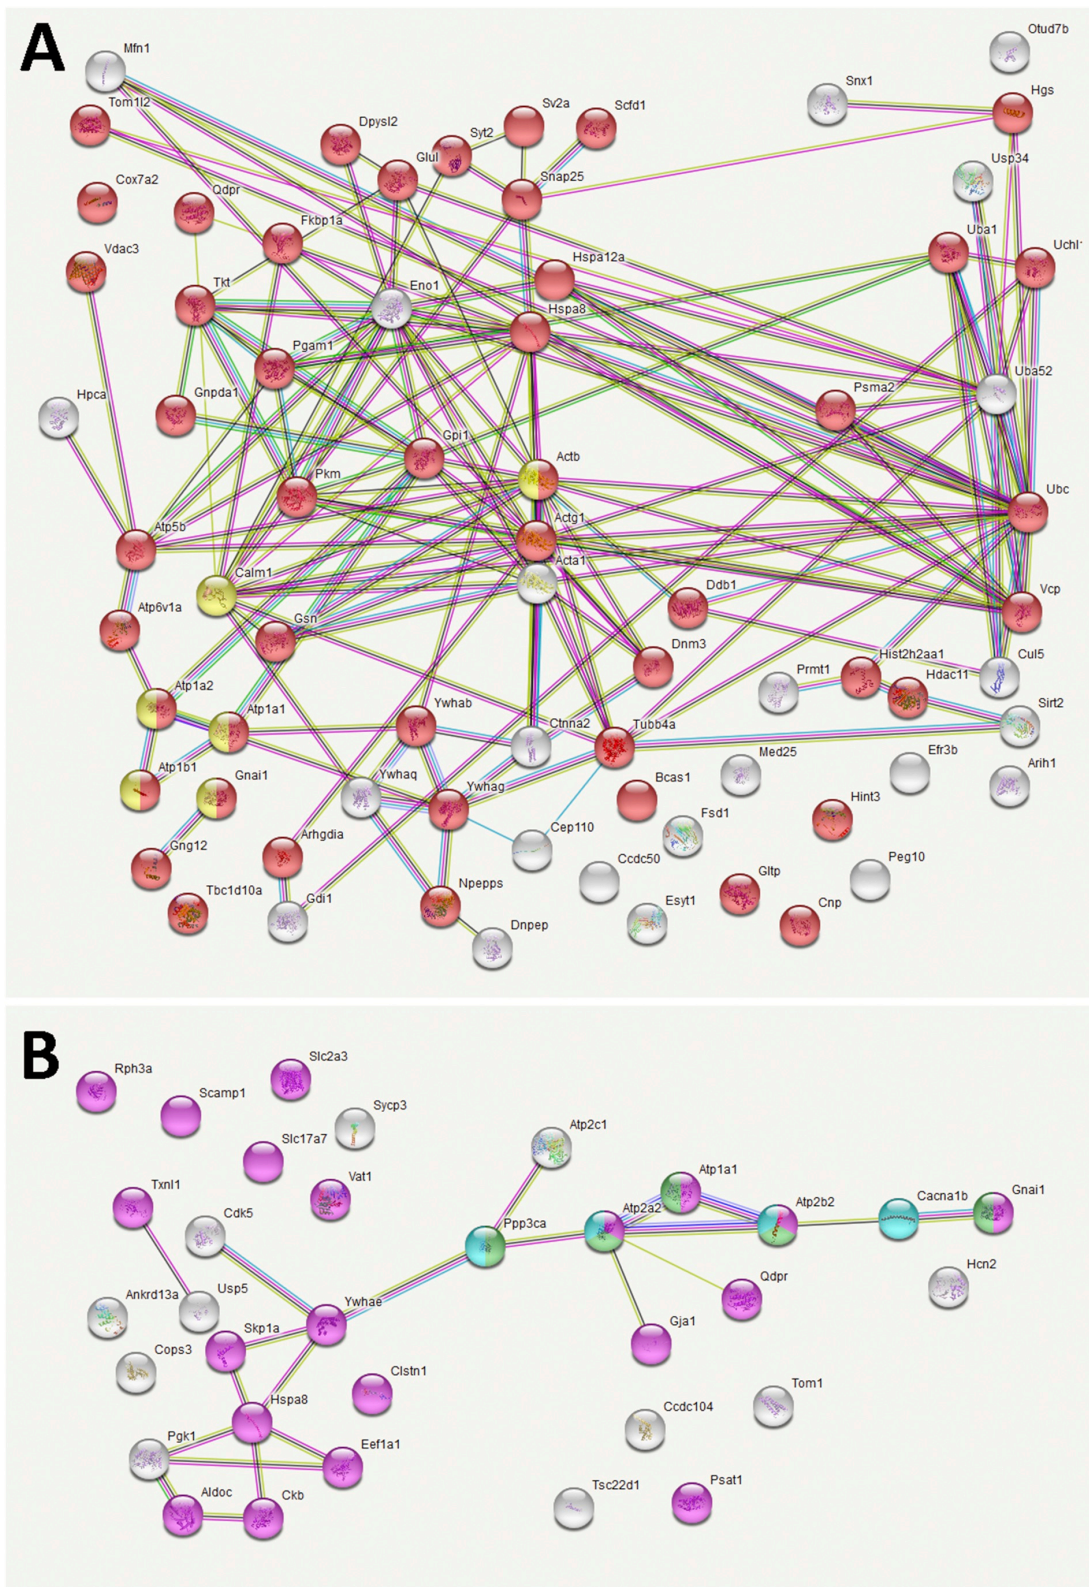 A
Mfn1
Otud7b
Snx1
Hgs
Tom1l2
Sv2a
Scfd1
Dpysl2
Syt2
Glul
Snap25
Usp34
Cox7a2
Qdpr
Fkbp1a
Uba1
Uchl1
Vdac3
Hspa12a
Tkt
Eno1
Hspa8
Pgam1
Uba52
Gnpda1
Psma2
Hpca
Gpi1
Actb
Pkm
Ubc
Atp5b
Actg1
Acta1
Calm1
Ddb1
Vcp
Atp6v1a
Gsn
Dnm3
Hist2h2aa1
Cul5
Prmt1
Hdac11
Atp1a2
Atp1a1
Ywhab
Ctnna2
Tubb4a
Sirt2
Med25
Efr3b
Arih1
Atp1b1
Gnai1
Ywhaq
Ywhag
Bcas1
Hint3
Fsd1
Arhgdia
Cep110
Gng12
Ccdc50
Peg10
Tbc1d10a
Gdi1
Npepps
Gltp
Esyt1
Cnp
Dnpep
B
Rph3a
Scamp1
Slc2a3
Sycp3
Slc17a7
Atp2c1
Txnl1
Vat1
Atp1a1
Cdk5
Ppp3ca
Atp2a2
Atp2b2
Cacna1b
Gnai1
Hcn2
Ankrd13a
Usp5
Qdpr
Ywhae
Skp1a
Gja1
Cops3
Clstn1
Hspa8
Tom1
Ccdc104
Pgk1
Eef1a1
Aldoc
Ckb
Tsc22d1
Psat1